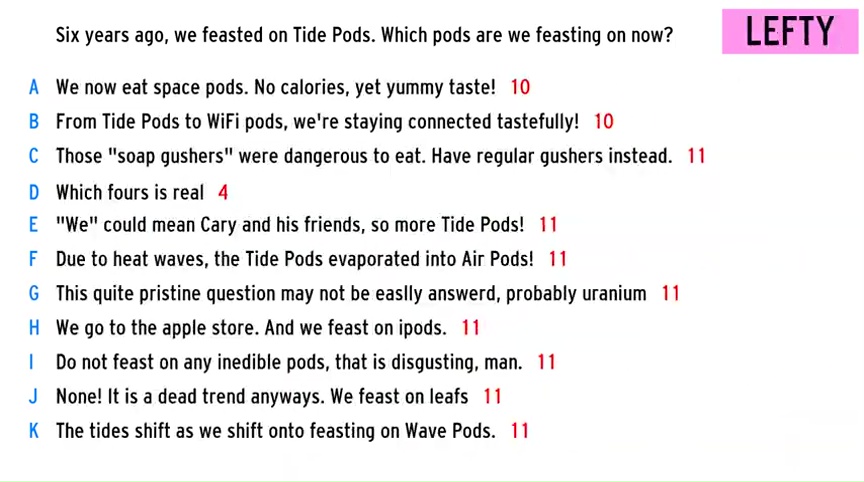 Six years ago, we feasted on Tide Pods. Which pods are we feasting on now?
LEFTY
A We now eat space pods. No calories, yet yummy taste! 10
B From Tide Pods to WiFi pods, we're staying connected tastefully! 10
C Those "soap gushers" were dangerous to eat. Have regular gushers instead. 11
D Which fours is real 4
E "We" could mean Cary and his friends, so more Tide Pods! 11
F Due to heat waves, the Tide Pods evaporated into Air Pods! 11
G This quite pristine question may not be easlly answerd, probably uranium 11
H We go to the apple store. And we feast on ipods. 11
I Do not feast on any inedible pods, that is disgusting, man. 11
J None! It is a dead trend anyways. We feast on leafs 11
K The tides shift as we shift onto feasting on Wave Pods. 11